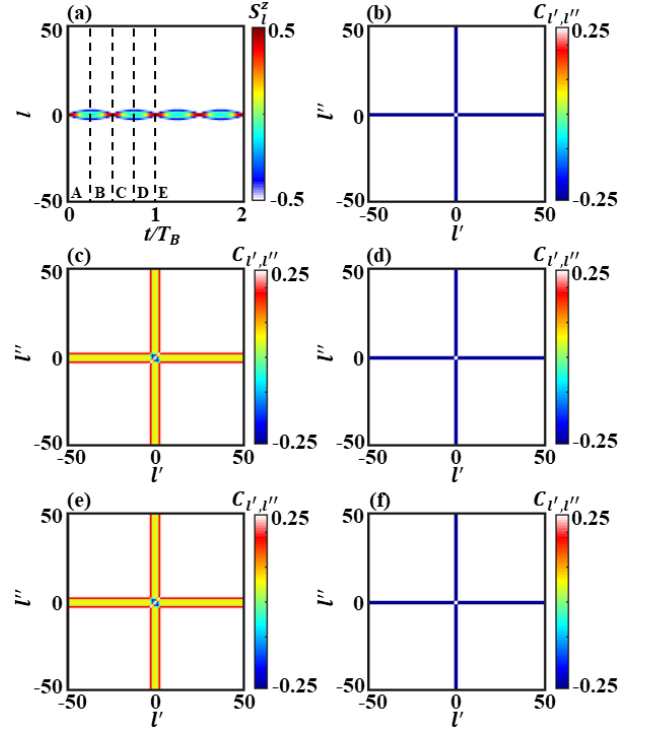 (a) S_l^z
50 0.5
l 0
-50 -0.5
A B C D E
0 1 2
t/T_B
(b) C_{l',l''}
50 0.25
l'' 0
-50 -0.25
-50 0 50
l'
(c) C_{l',l''}
50 0.25
l'' 0
-50 -0.25
-50 0 50
l'
(d) C_{l',l''}
50 0.25
l'' 0
-50 -0.25
-50 0 50
l'
(e) C_{l',l''}
50 0.25
l'' 0
-50 -0.25
-50 0 50
l'
(f) C_{l',l''}
50 0.25
l'' 0
-50 -0.25
-50 0 50
l'